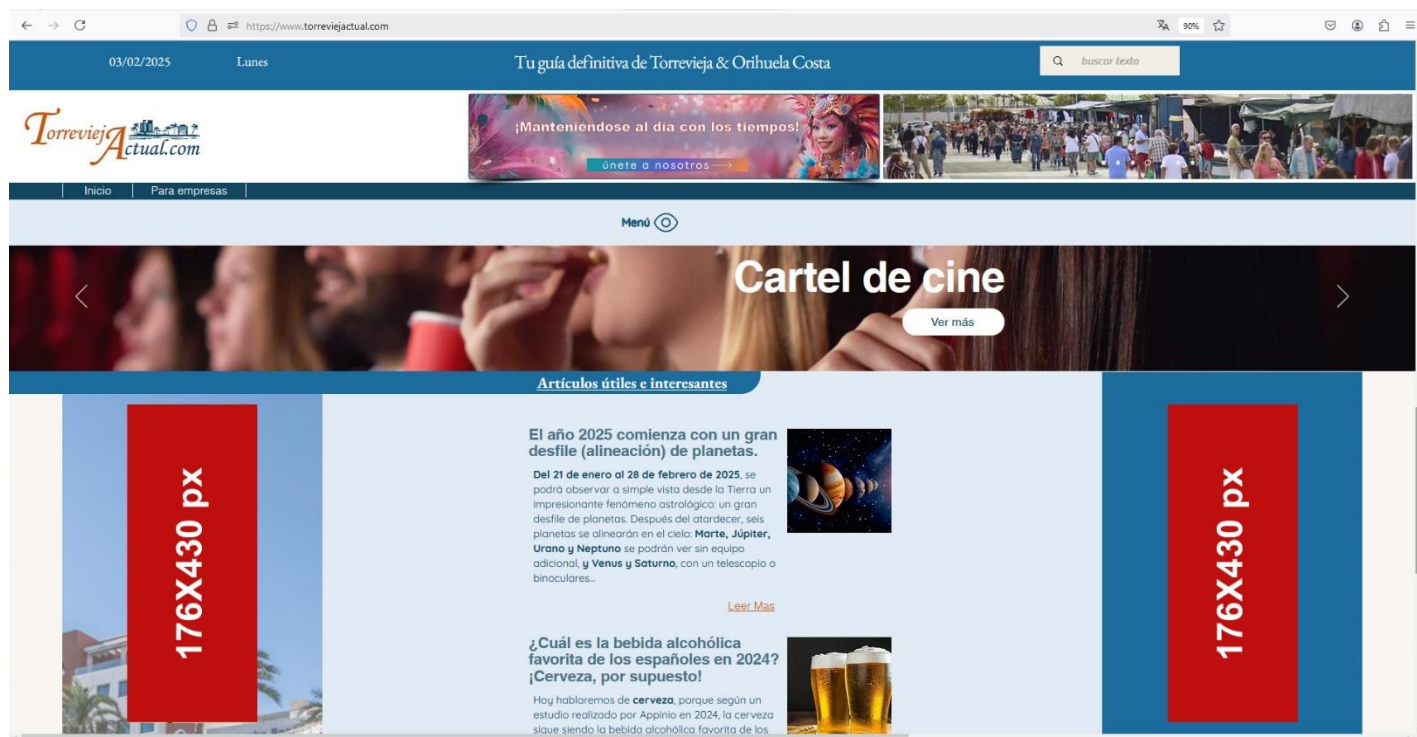 https://www.torreviejactual.com
90%
03/02/2025
Lunes
Tu guía definitiva de Torrevieja & Orihuela Costa
buscar texto
Torreviej Actual.com
¡Manteniéndose al día con los tiempos!
únete a nosotros
Inicio
Para empresas
Menú
Cartel de cine
Ver más
Artículos útiles e interesantes
176X430 px
El año 2025 comienza con un gran
desfile (alineación) de planetas.
Del 21 de enero al 28 de febrero de 2025, se
podrá observar a simple vista desde la Tierra un
impresionante fenómeno astrológico: un gran
desfile de planetas. Después del atardecer, seis
planetas se alinearán en el cielo: Marte, Júpiter,
Urano y Neptuno se podrán ver sin equipo
adicional, y Venus y Saturno, con un telescopio o
binoculares...
Leer Mas
¿Cuál es la bebida alcohólica
favorita de los españoles en 2024?
¡Cerveza, por supuesto!
Hoy hablaremos de cerveza, porque según un
estudio realizado por Appinio en 2024, la cerveza
sigue siendo la bebida alcohólica favorita de los
176X430 px